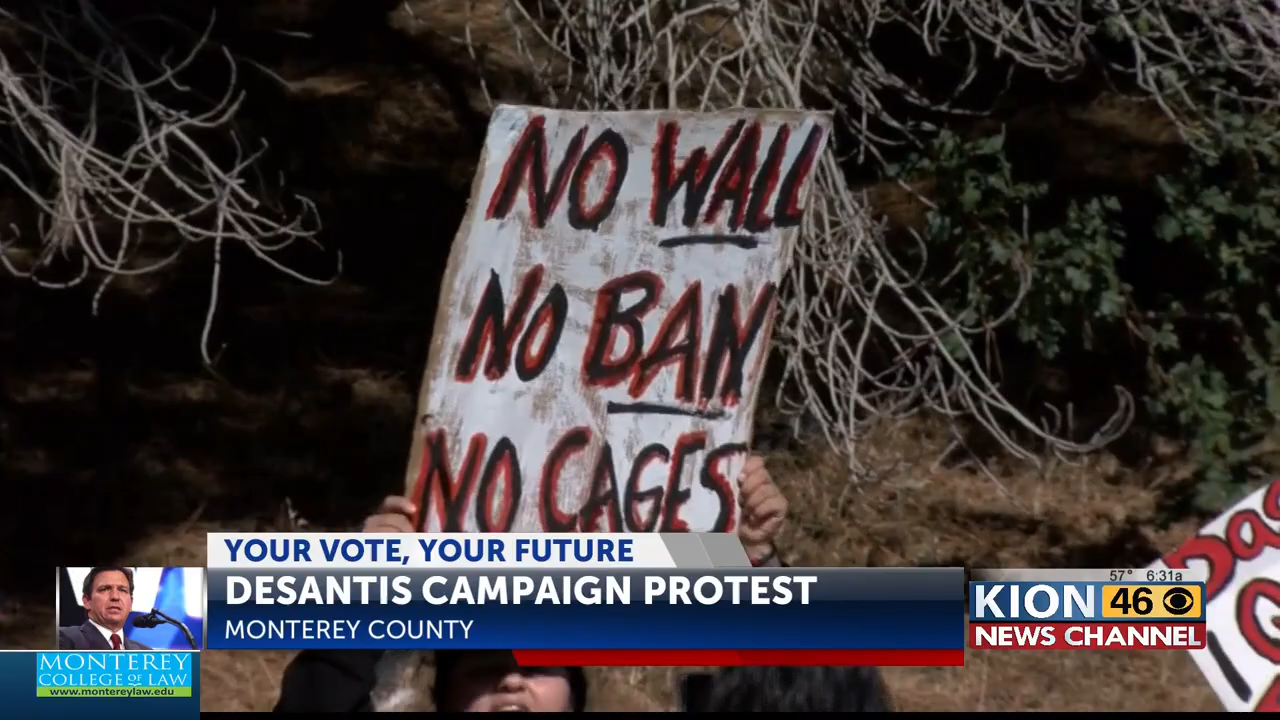 NO WALL
NO BAN
NO CAGES
YOUR VOTE, YOUR FUTURE
DESANTIS CAMPAIGN PROTEST
MONTEREY COUNTY
57° 6:31a
KION 46
NEWS CHANNEL
MONTEREY
COLLEGE OF LAW
www.montereylaw.edu